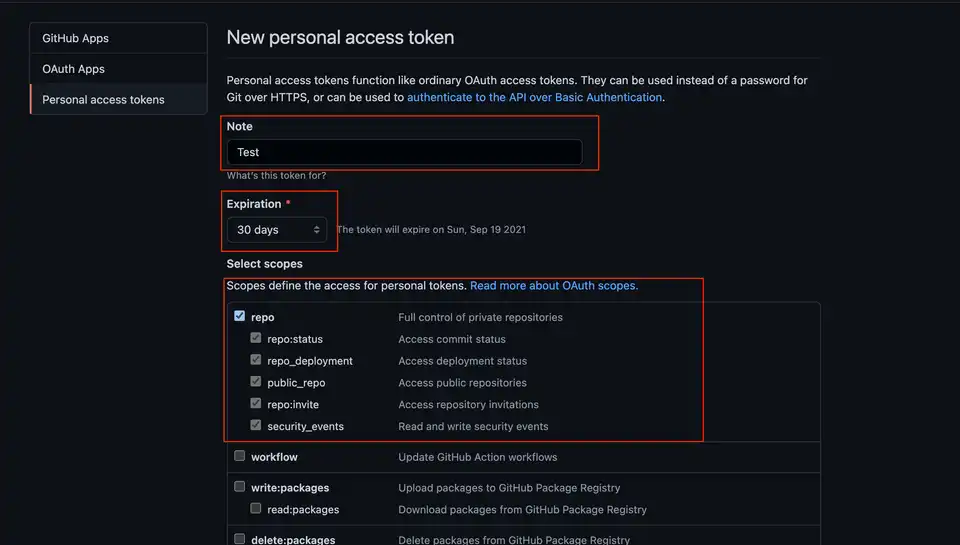 GitHub Apps
OAuth Apps
Personal access tokens
New personal access token
Personal access tokens function like ordinary OAuth access tokens. They can be used instead of a password for
Git over HTTPS, or can be used to authenticate to the API over Basic Authentication.
Note
Test
What's this token for?
Expiration *
30 days
The token will expire on Sun, Sep 19 2021
Select scopes
Scopes define the access for personal tokens. Read more about OAuth scopes.
repo Full control of private repositories
repo:status Access commit status
repo_deployment Access deployment status
public_repo Access public repositories
repo:invite Access repository invitations
security_events Read and write security events
workflow Update GitHub Action workflows
write:packages Upload packages to GitHub Package Registry
read:packages Download packages from GitHub Package Registry
delete:packages Delete packages from GitHub Package Registry